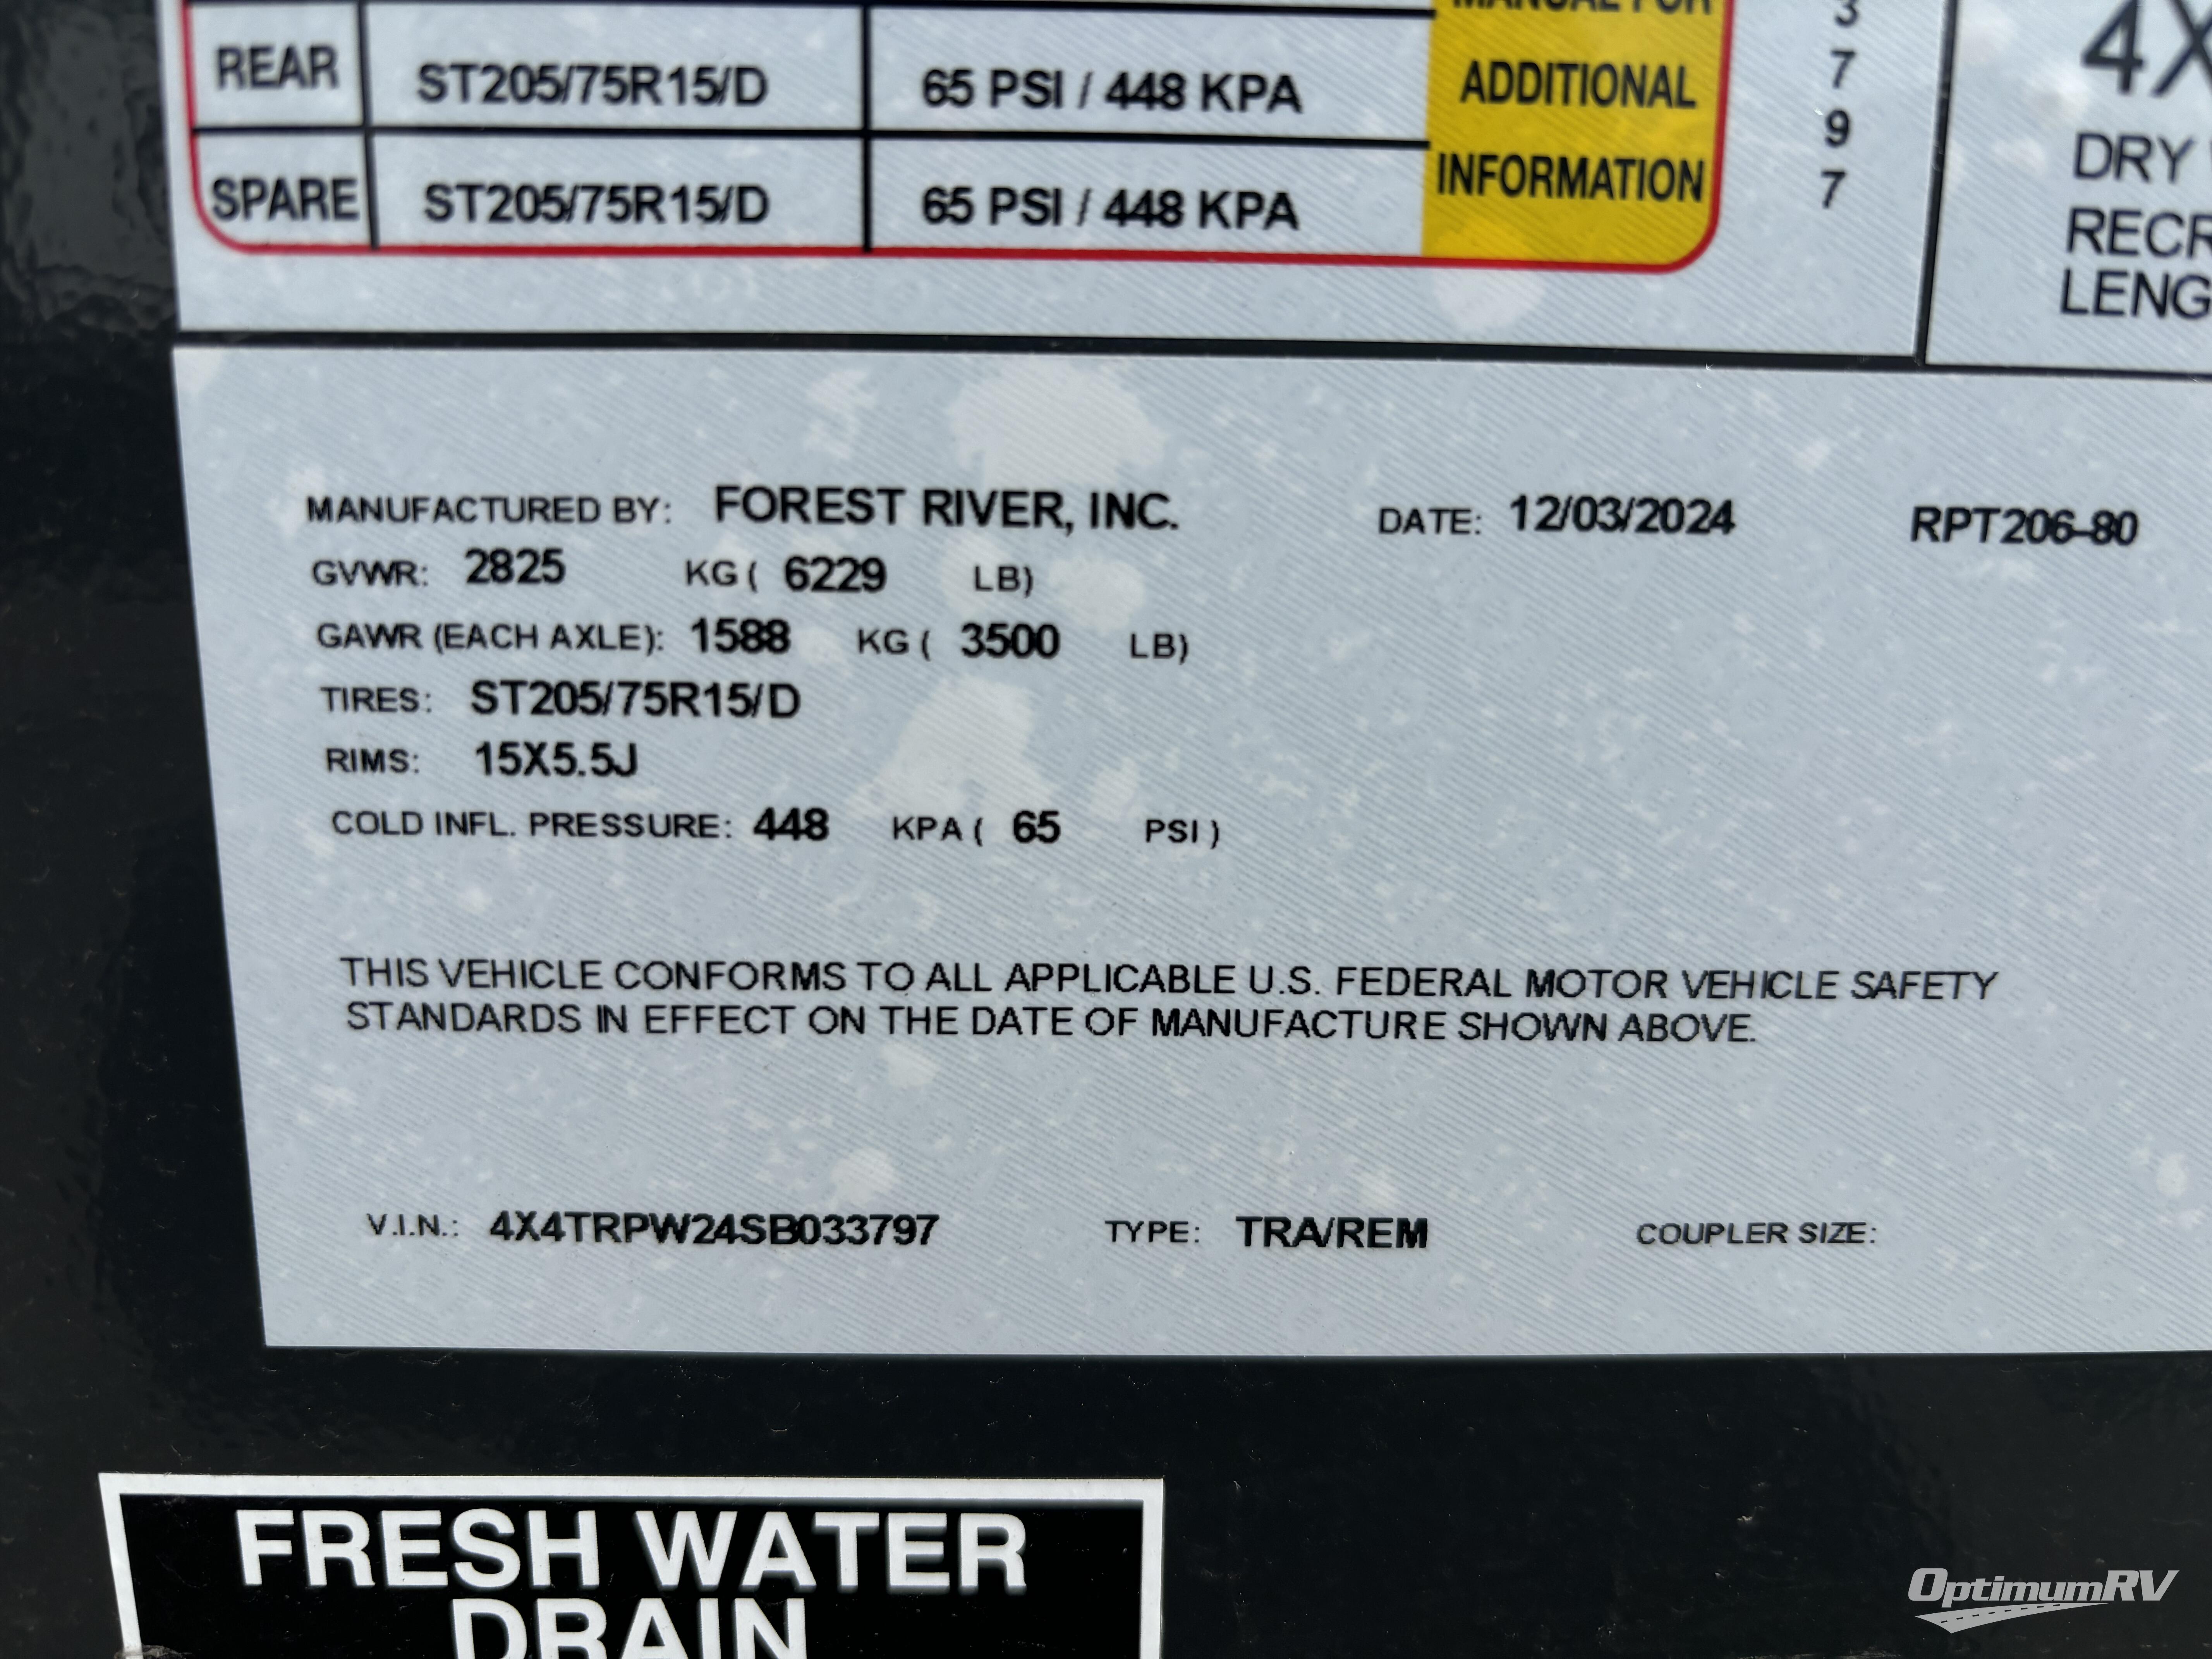 MANUAL FOR
REAR ST205/75R15/D 65 PSI / 448 KPA ADDITIONAL
SPARE ST205/75R15/D 65 PSI / 448 KPA INFORMATION
3
7
9
7
4X
DRY
RECR
LENG
MANUFACTURED BY: FOREST RIVER, INC. DATE: 12/03/2024 RPT206-80
GVWR: 2825 KG ( 6229 LB)
GAWR (EACH AXLE): 1588 KG ( 3500 LB)
TIRES: ST205/75R15/D
RIMS: 15X5.5J
COLD INFL. PRESSURE: 448 KPA ( 65 PSI )
THIS VEHICLE CONFORMS TO ALL APPLICABLE U.S. FEDERAL MOTOR VEHICLE SAFETY
STANDARDS IN EFFECT ON THE DATE OF MANUFACTURE SHOWN ABOVE.
V.I.N.: 4X4TRPW24SB033797 TYPE: TRA/REM COUPLER SIZE:
FRESH WATER
DRAIN
OptimumRV